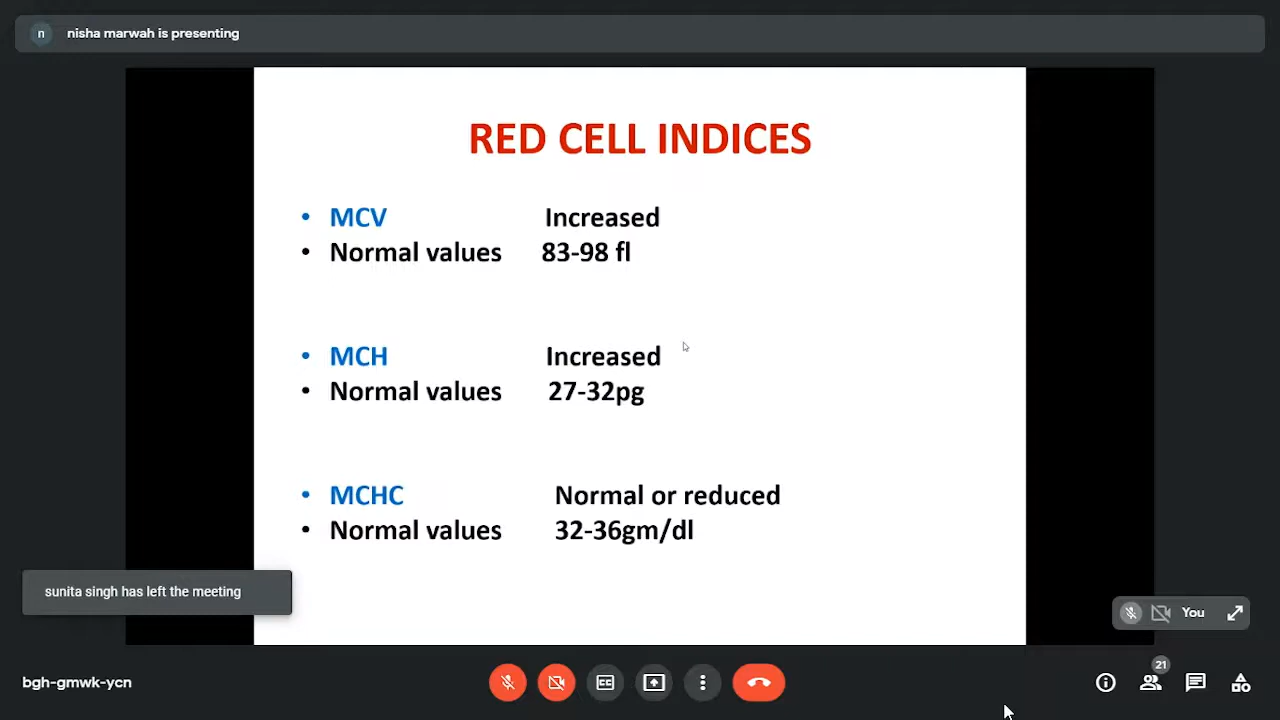 n nisha marwah is presenting
RED CELL INDICES
• MCV Increased
• Normal values 83-98 fl
• MCH Increased
• Normal values 27-32pg
• MCHC Normal or reduced
• Normal values 32-36gm/dl
sunita singh has left the meeting
You
21
bgh-gmwk-ycn
CC